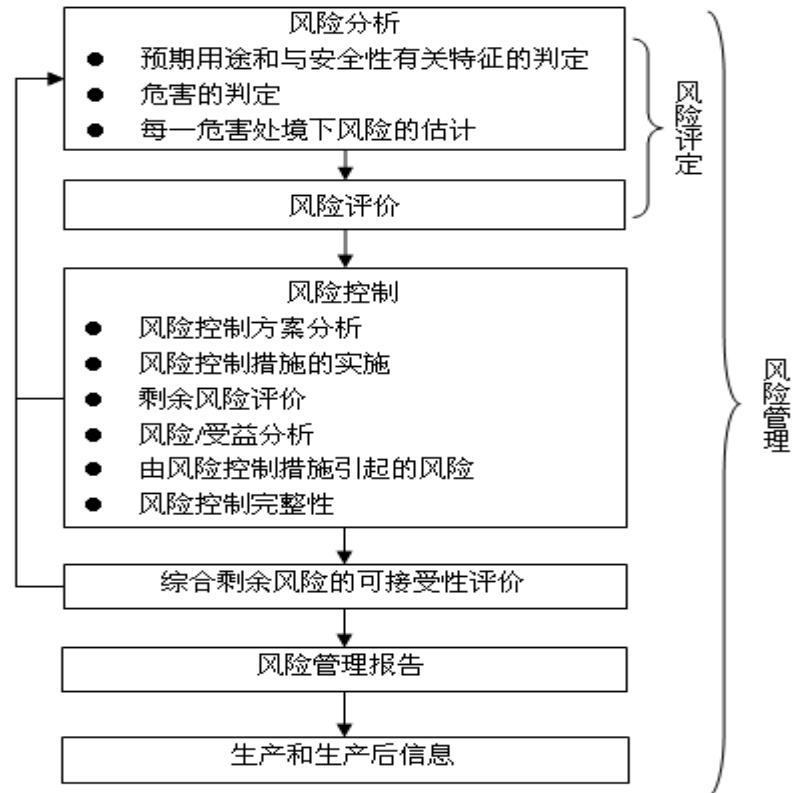 风险分析
● 预期用途和与安全性有关特征的判定
● 危害的判定
● 每一危害处境下风险的估计
风险评定
风险评价
风险控制
● 风险控制方案分析
● 风险控制措施的实施
● 剩余风险评价
● 风险/受益分析
● 由风险控制措施引起的风险
● 风险控制完整性
风险管理
综合剩余风险的可接受性评价
风险管理报告
生产和生产后信息